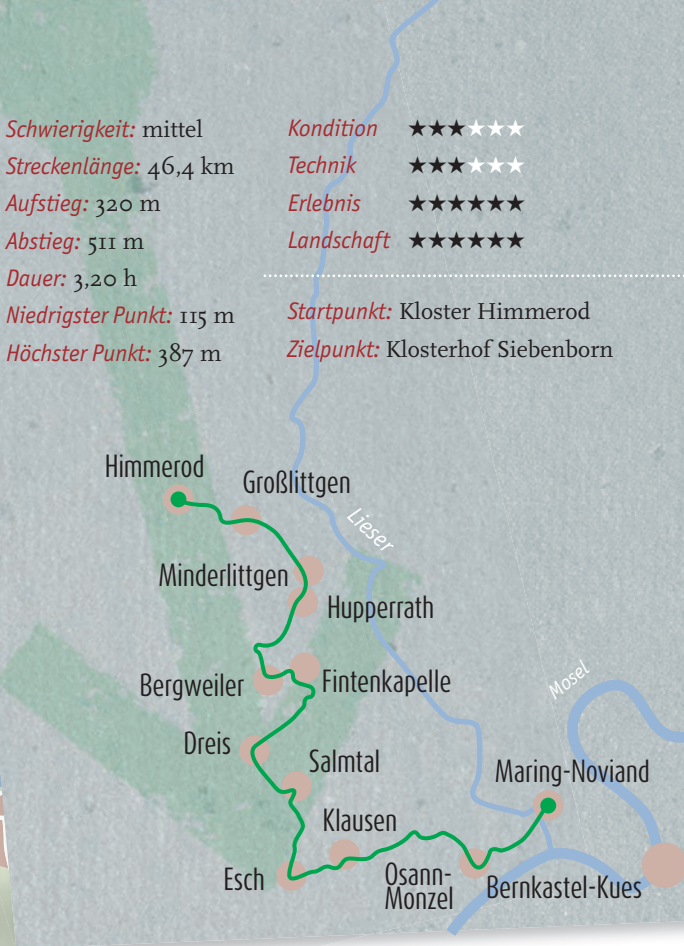 Schwierigkeit: mittel
Streckenlänge: 46,4 km
Aufstieg: 320 m
Abstieg: 511 m
Dauer: 3,20 h
Niedrigster Punkt: 115 m
Höchster Punkt: 387 m
Kondition ★★★★★★
Technik ★★★★★★
Erlebnis ★★★★★★
Landschaft ★★★★★★
Startpunkt: Kloster Himmerod
Zielpunkt: Klosterhof Siebenborn
Himmerod
Großlittgen
Lieser
Minderlittgen
Hupperrath
Bergweiler
Fintenkapelle
Mosel
Dreis
Salmtal
Maring-Noviand
Klausen
Esch
Osann-
Monzel
Bernkastel-Kues